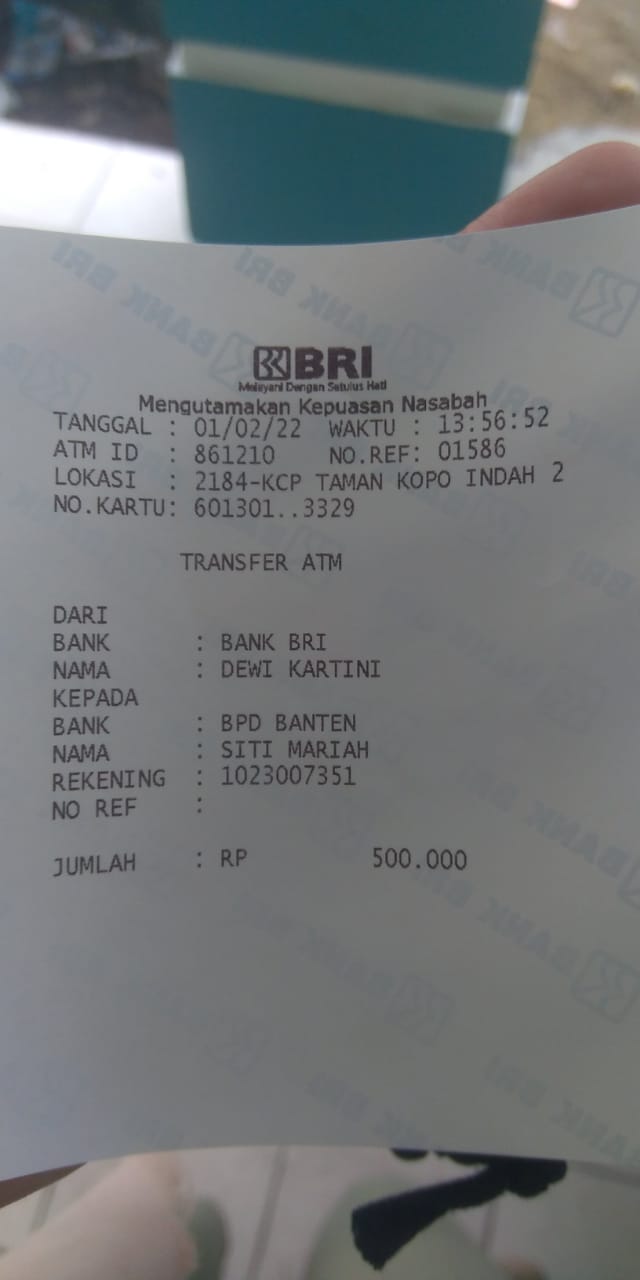 BRI
Melayani Dengan Setulus Hati
Mengutamakan Kepuasan Nasabah
TANGGAL : 01/02/22 WAKTU : 13:56:52
ATM ID : 861210 NO.REF: 01586
LOKASI : 2184-KCP TAMAN KOPO INDAH 2
NO.KARTU: 601301..3329
TRANSFER ATM
DARI
BANK : BANK BRI
NAMA : DEWI KARTINI
KEPADA
BANK : BPD BANTEN
NAMA : SITI MARIAH
REKENING : 1023007351
NO REF :
JUMLAH : RP 500.000